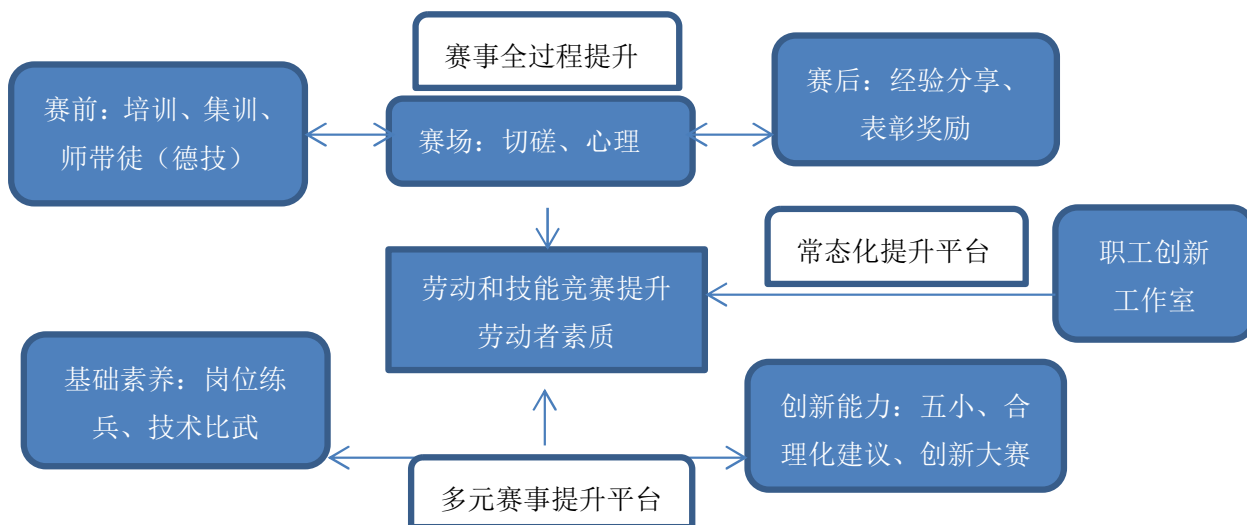 赛事全过程提升
赛前：培训、集训、
师带徒（德技）
赛场：切磋、心理
赛后：经验分享、
表彰奖励
常态化提升平台
职工创新
工作室
劳动和技能竞赛提升
劳动者素质
基础素养：岗位练
兵、技术比武
创新能力：五小、合
理化建议、创新大赛
多元赛事提升平台